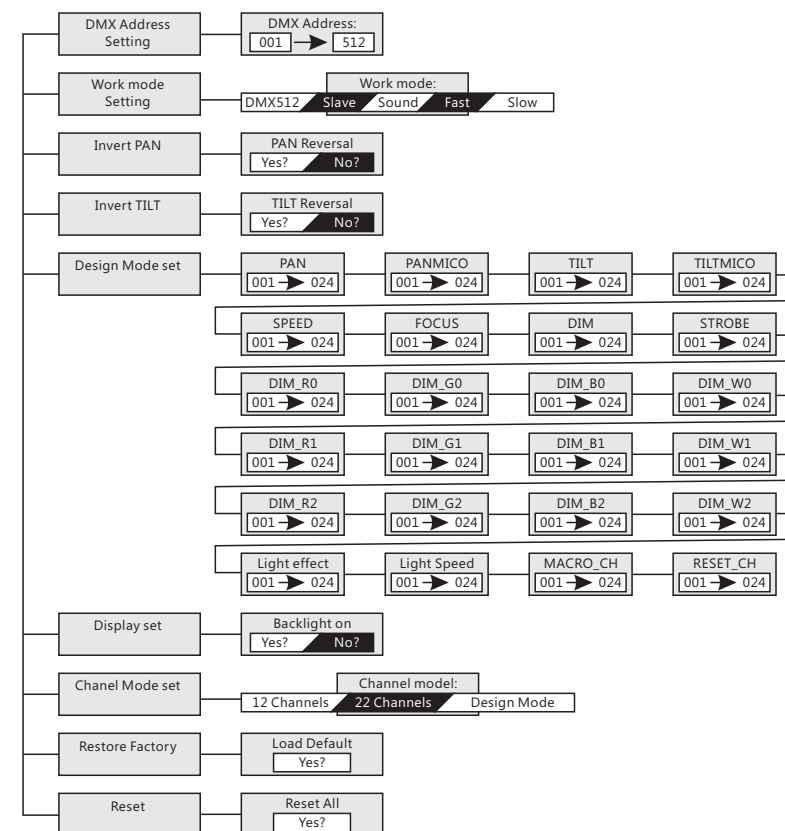 DMX Address
Setting
DMX Address:
001 512
Work mode
Setting
Work mode:
DMX512 Slave Sound Fast Slow
Invert PAN
PAN Reversal
Yes? No?
Invert TILT
TILT Reversal
Yes? No?
Design Mode set
PAN PANMICO TILT TILTMICO
001 024 001 024 001 024 001 024
SPEED FOCUS DIM STROBE
001 024 001 024 001 024 001 024
DIM_R0 DIM_G0 DIM_B0 DIM_W0
001 024 001 024 001 024 001 024
DIM_R1 DIM_G1 DIM_B1 DIM_W1
001 024 001 024 001 024 001 024
DIM_R2 DIM_G2 DIM_B2 DIM_W2
001 024 001 024 001 024 001 024
Light effect Light Speed MACRO_CH RESET_CH
001 024 001 024 001 024 001 024
Display set
Backlight on
Yes? No?
Chanel Mode set
Channel model:
12 Channels 22 Channels Design Mode
Restore Factory
Load Default
Yes?
Reset
Reset All
Yes?